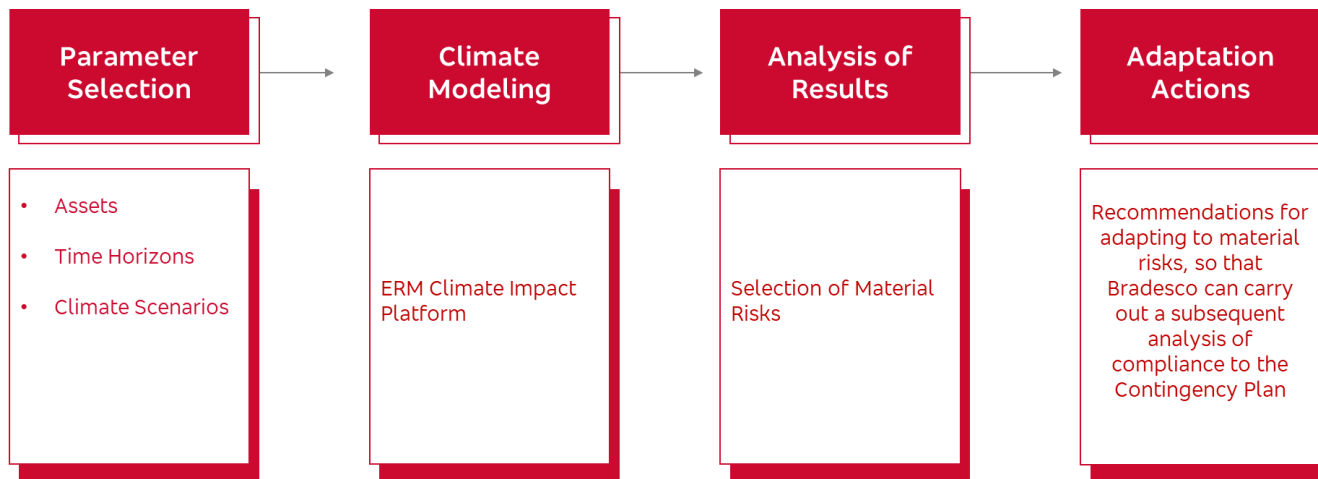 Parameter
Selection
Climate
Modeling
Analysis of
Results
Adaptation
Actions
• Assets
• Time Horizons
• Climate Scenarios
ERM Climate Impact
Platform
Selection of Material
Risks
Recommendations for
adapting to material
risks, so that
Bradesco can carry
out a subsequent
analysis of
compliance to the
Contingency Plan